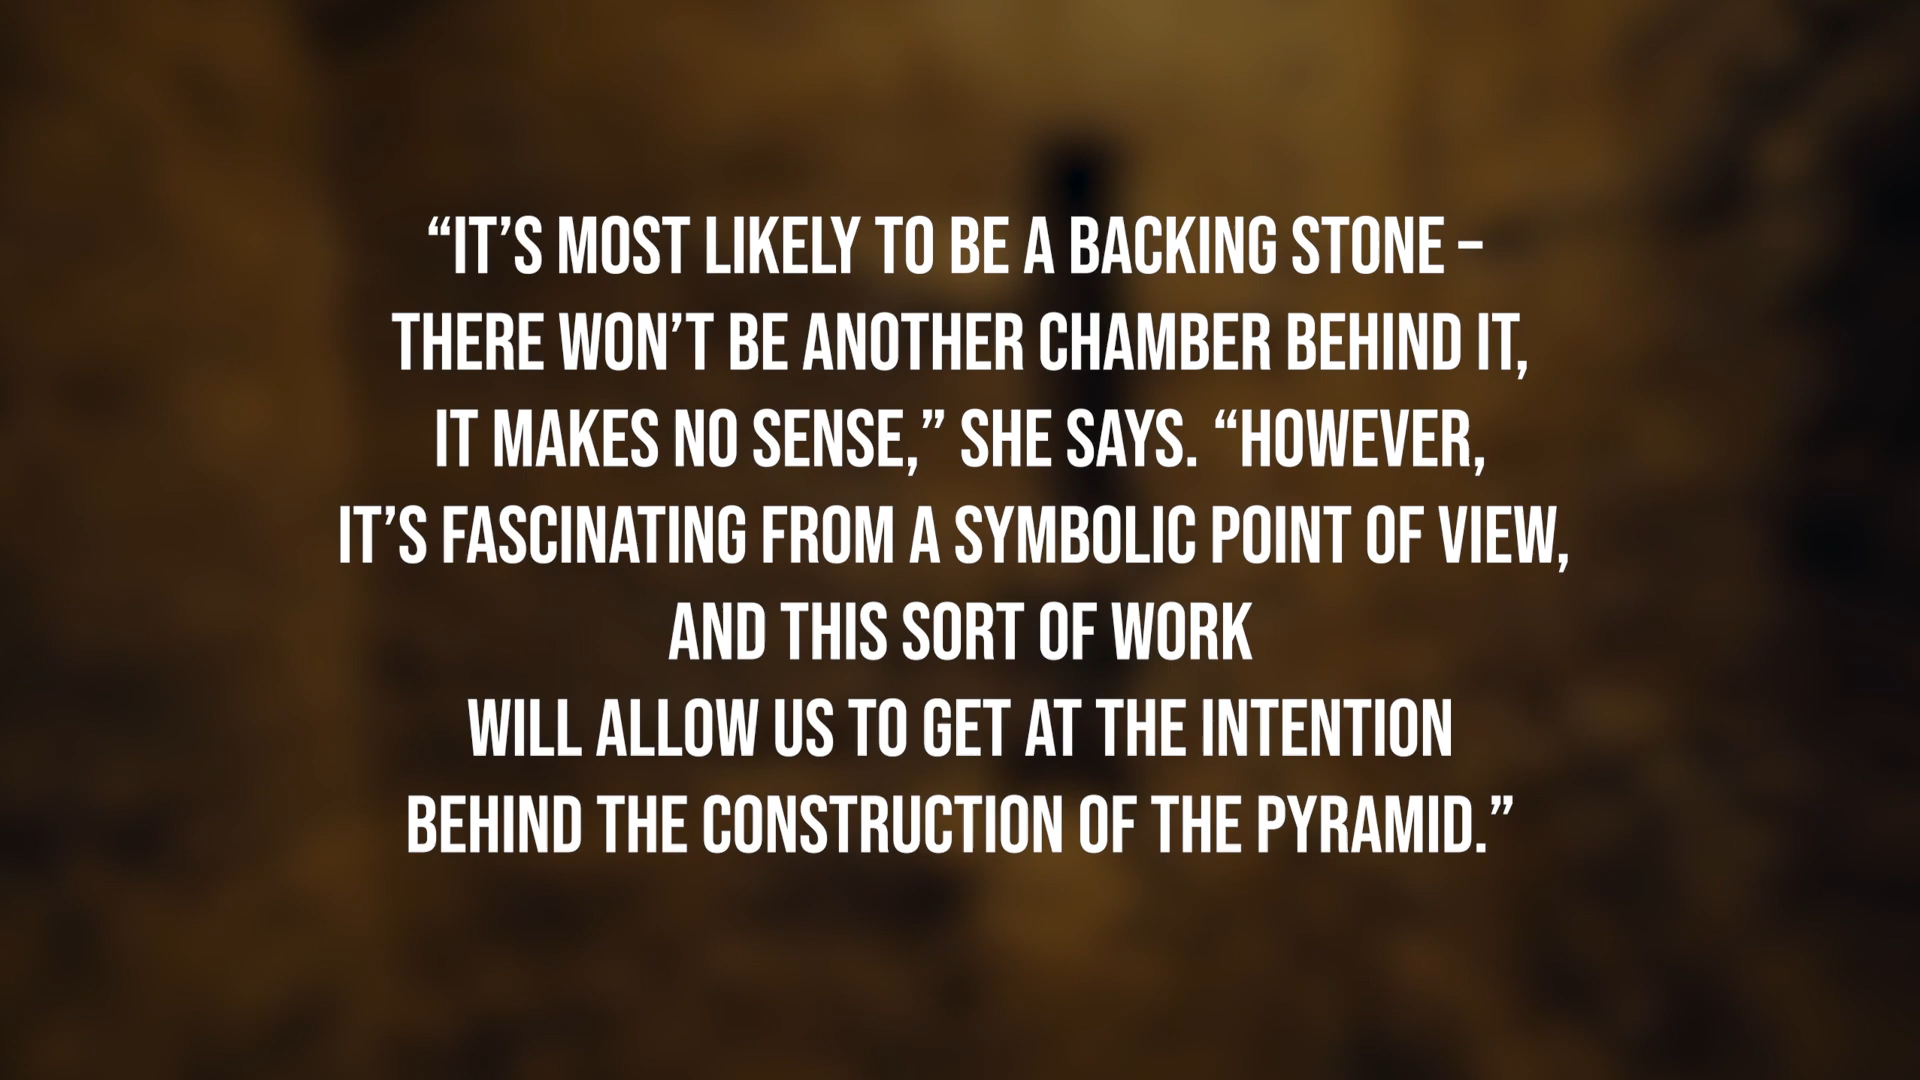 “IT’S MOST LIKELY TO BE A BACKING STONE –
THERE WON’T BE ANOTHER CHAMBER BEHIND IT,
IT MAKES NO SENSE,” SHE SAYS. “HOWEVER,
IT’S FASCINATING FROM A SYMBOLIC POINT OF VIEW,
AND THIS SORT OF WORK
WILL ALLOW US TO GET AT THE INTENTION
BEHIND THE CONSTRUCTION OF THE PYRAMID.”